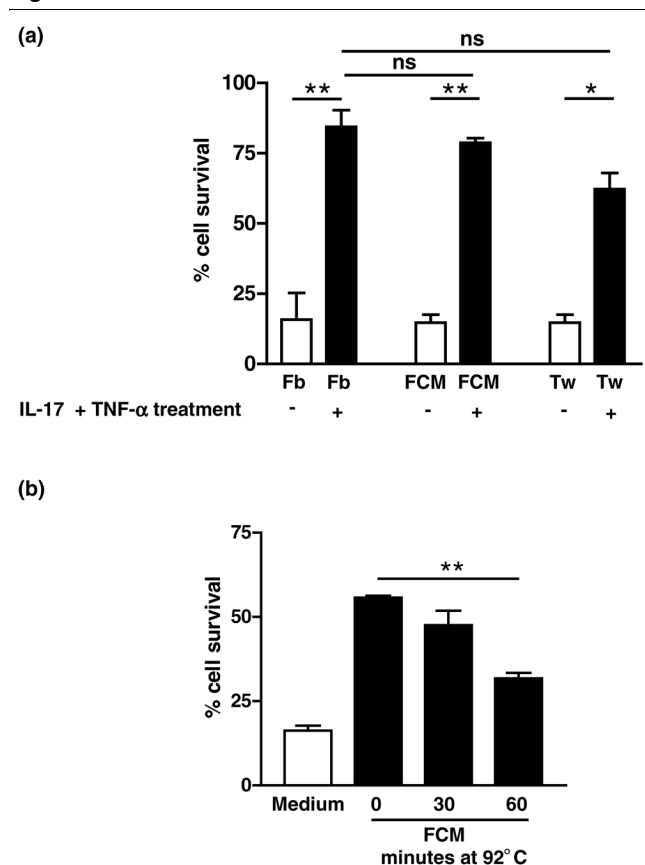 (a)
ns
ns
** ** *
100
75
50
25
0
% cell survival
Fb Fb FCM FCM Tw Tw
IL-17 + TNF-α treatment - + - + - +
(b)
75
50
25
0
% cell survival
**
Medium 0 30 60
FCM
minutes at 92°C